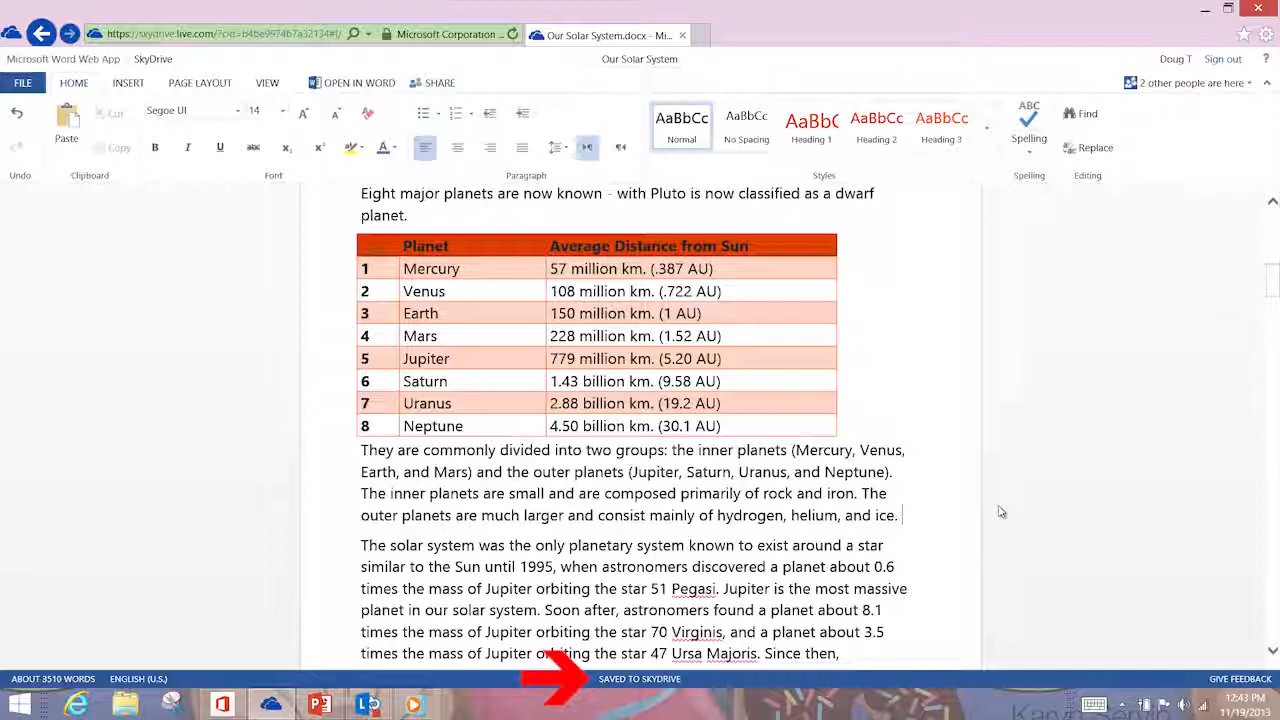 https://skydrive.live.com/?cid=b4be9974b7a32134#!/
Microsoft Corporation ...
Our Solar System.docx - Mi...
Microsoft Word Web App
SkyDrive
Our Solar System
Doug T
Sign out
?
FILE
HOME
INSERT
PAGE LAYOUT
VIEW
OPEN IN WORD
SHARE
2 other people are here
Paste
Cut
Copy
Segoe UI
14
B I U abc x₂ x²
AaBbCc
Normal
AaBbCc
No Spacing
AaBbC
Heading 1
AaBbCc
Heading 2
AaBbCc
Heading 3
ABC
Spelling
Find
Replace
Undo
Clipboard
Font
Paragraph
Styles
Spelling
Editing
Eight major planets are now known - with Pluto is now classified as a dwarf
planet.
Planet Average Distance from Sun
1 Mercury 57 million km. (.387 AU)
2 Venus 108 million km. (.722 AU)
3 Earth 150 million km. (1 AU)
4 Mars 228 million km. (1.52 AU)
5 Jupiter 779 million km. (5.20 AU)
6 Saturn 1.43 billion km. (9.58 AU)
7 Uranus 2.88 billion km. (19.2 AU)
8 Neptune 4.50 billion km. (30.1 AU)
They are commonly divided into two groups: the inner planets (Mercury, Venus,
Earth, and Mars) and the outer planets (Jupiter, Saturn, Uranus, and Neptune).
The inner planets are small and are composed primarily of rock and iron. The
outer planets are much larger and consist mainly of hydrogen, helium, and ice.
The solar system was the only planetary system known to exist around a star
similar to the Sun until 1995, when astronomers discovered a planet about 0.6
times the mass of Jupiter orbiting the star 51 Pegasi. Jupiter is the most massive
planet in our solar system. Soon after, astronomers found a planet about 8.1
times the mass of Jupiter orbiting the star 70 Virginis, and a planet about 3.5
times the mass of Jupiter orbiting the star 47 Ursa Majoris. Since then,
ABOUT 3510 WORDS
ENGLISH (U.S.)
SAVED TO SKYDRIVE
GIVE FEEDBACK
12:43 PM
11/19/2013